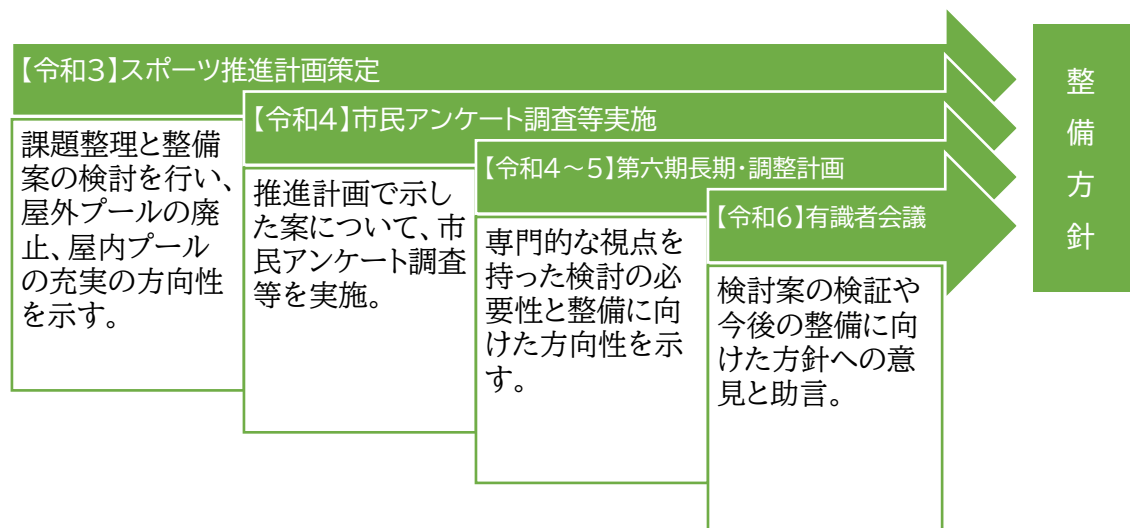 【令和3】スポーツ推進計画策定
課題整理と整備
案の検討を行い、
屋外プールの廃
止、屋内プール
の充実の方向性
を示す。
【令和4】市民アンケート調査等実施
推進計画で示し
た案について、市
民アンケート調査
等を実施。
【令和4～5】第六期長期・調整計画
専門的な視点を
持った検討の必
要性と整備に向
けた方向性を示
す。
【令和6】有識者会議
検討案の検証や
今後の整備に向
けた方針への意
見と助言。
整備方針